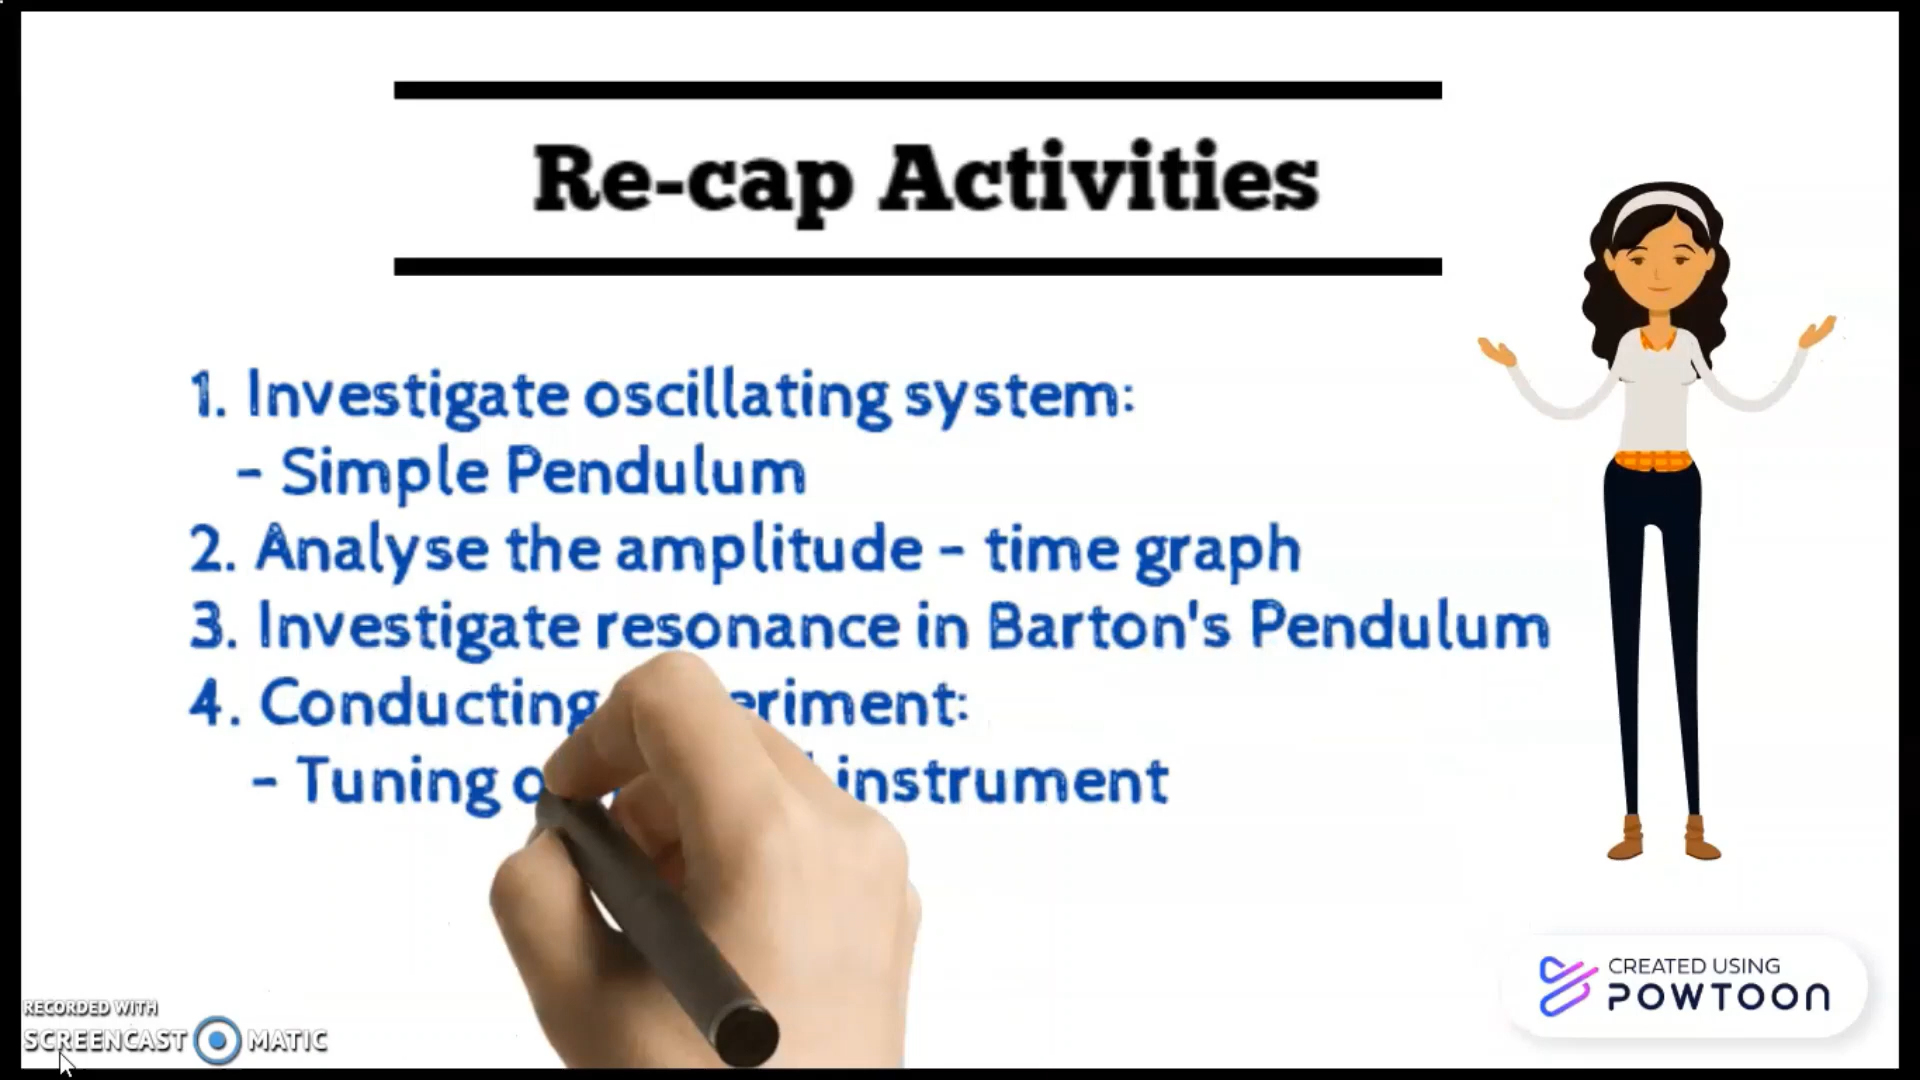 Re-cap Activities
1. Investigate oscillating system:
- Simple Pendulum
2. Analyse the amplitude - time graph
3. Investigate resonance in Barton's Pendulum
4. Conducting
- Tuning instrument
CREATED USING
POWTOON
RECORDED WITH
SCREENCAST MATIC